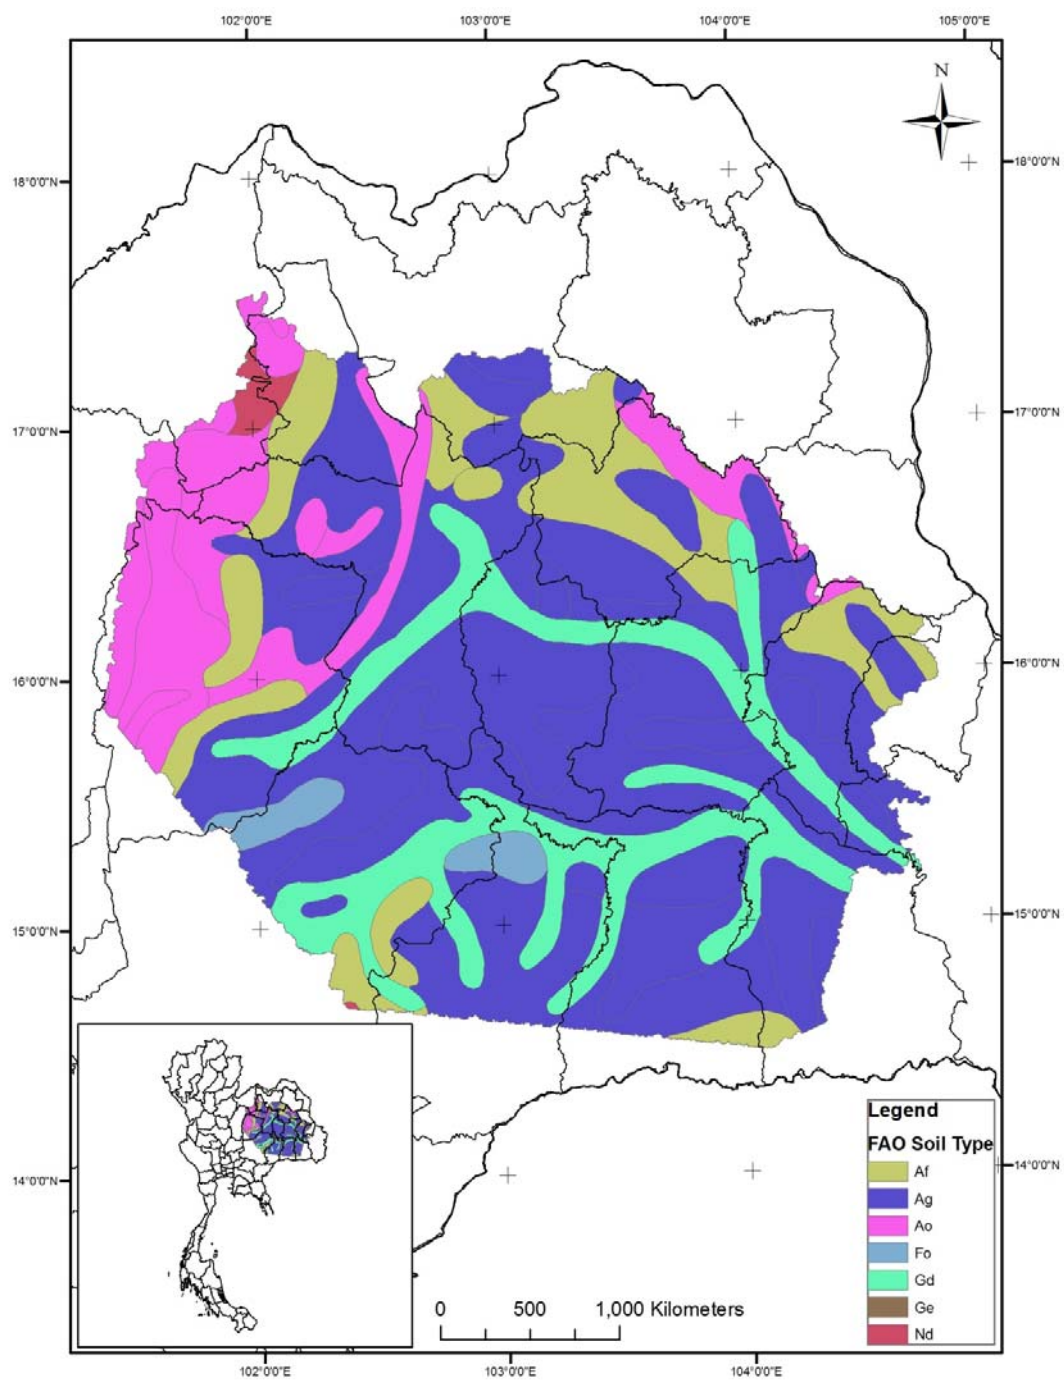 102°0'0"E 103°0'0"E 104°0'0"E 105°0'0"E
N
18°0'0"N 18°0'0"N
17°0'0"N 17°0'0"N
16°0'0"N 16°0'0"N
15°0'0"N 15°0'0"N
14°0'0"N 14°0'0"N
Legend
FAO Soil Type
Af
Ag
Ao
Fo
Gd
Ge
Nd
0 500 1,000 Kilometers
102°0'0"E 103°0'0"E 104°0'0"E